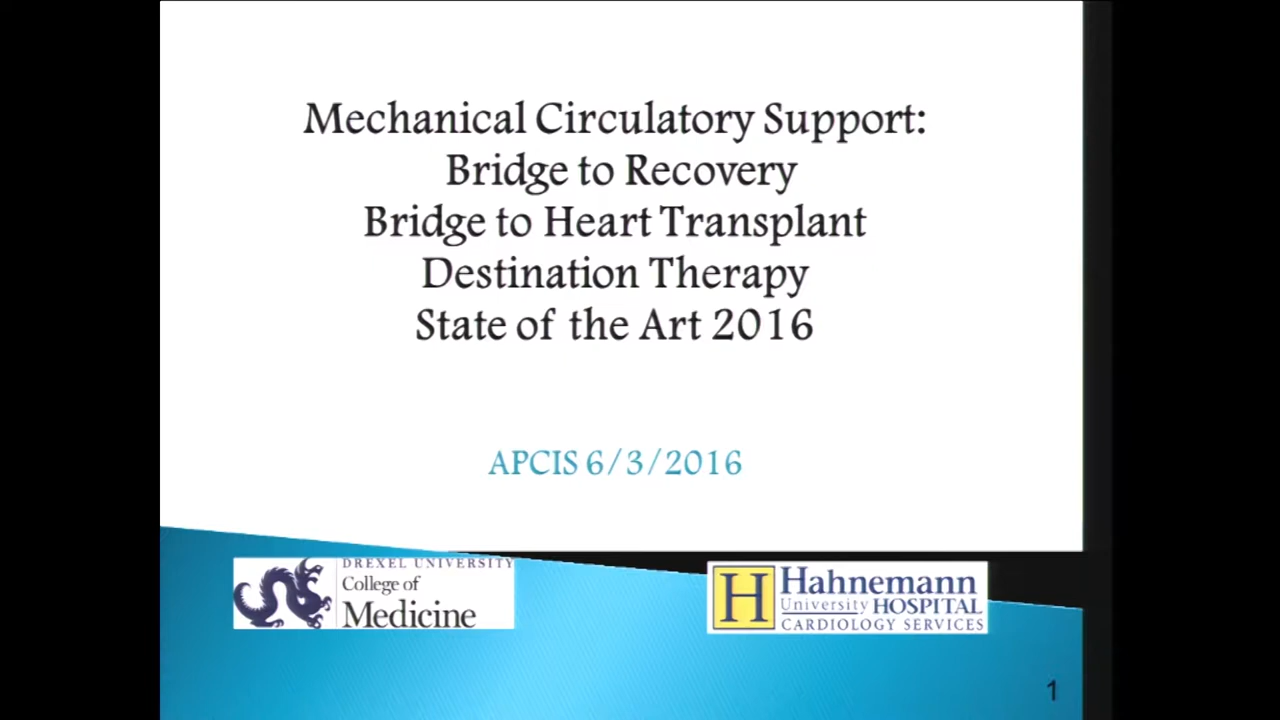 Mechanical Circulatory Support:
Bridge to Recovery
Bridge to Heart Transplant
Destination Therapy
State of the Art 2016
APCIS 6/3/2016
DREXEL UNIVERSITY
College of
Medicine
H
Hahnemann
University HOSPITAL
CARDIOLOGY SERVICES
1